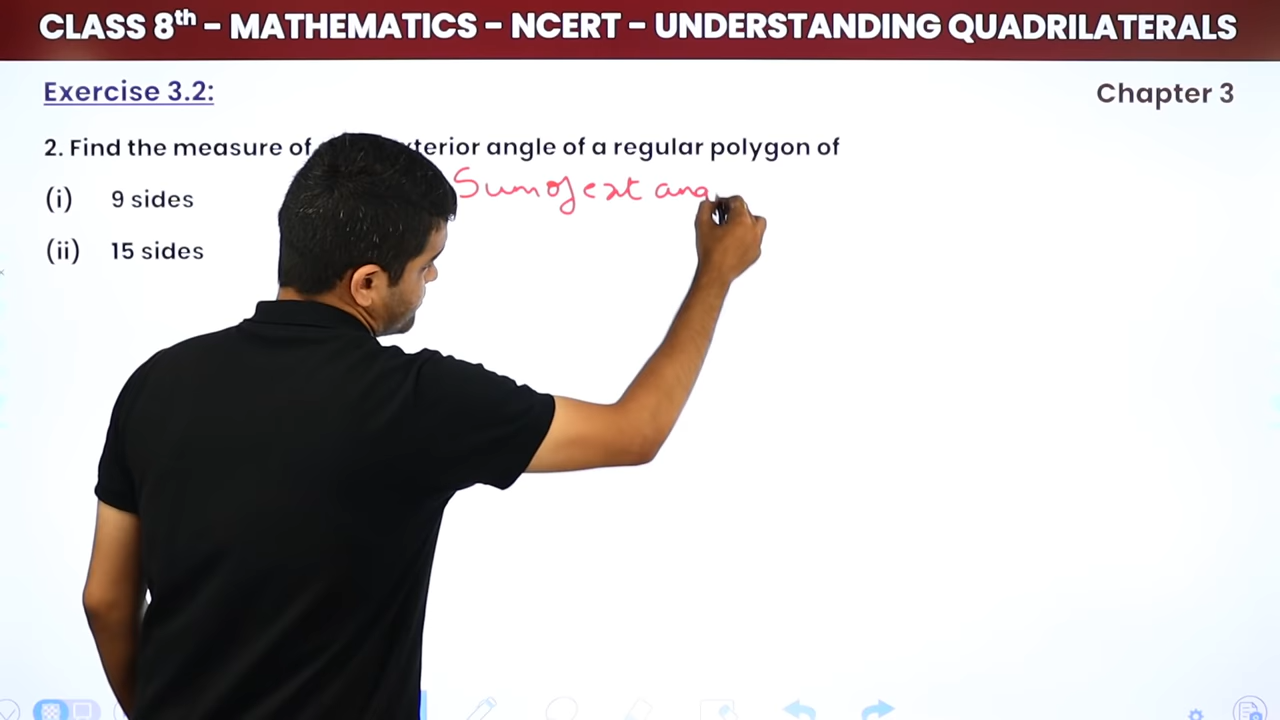 CLASS 8th – MATHEMATICS – NCERT – UNDERSTANDING QUADRILATERALS
Exercise 3.2:
Chapter 3
2. Find the measure of terior angle of a regular polygon of
Sum of ext ang
(i) 9 sides
(ii) 15 sides